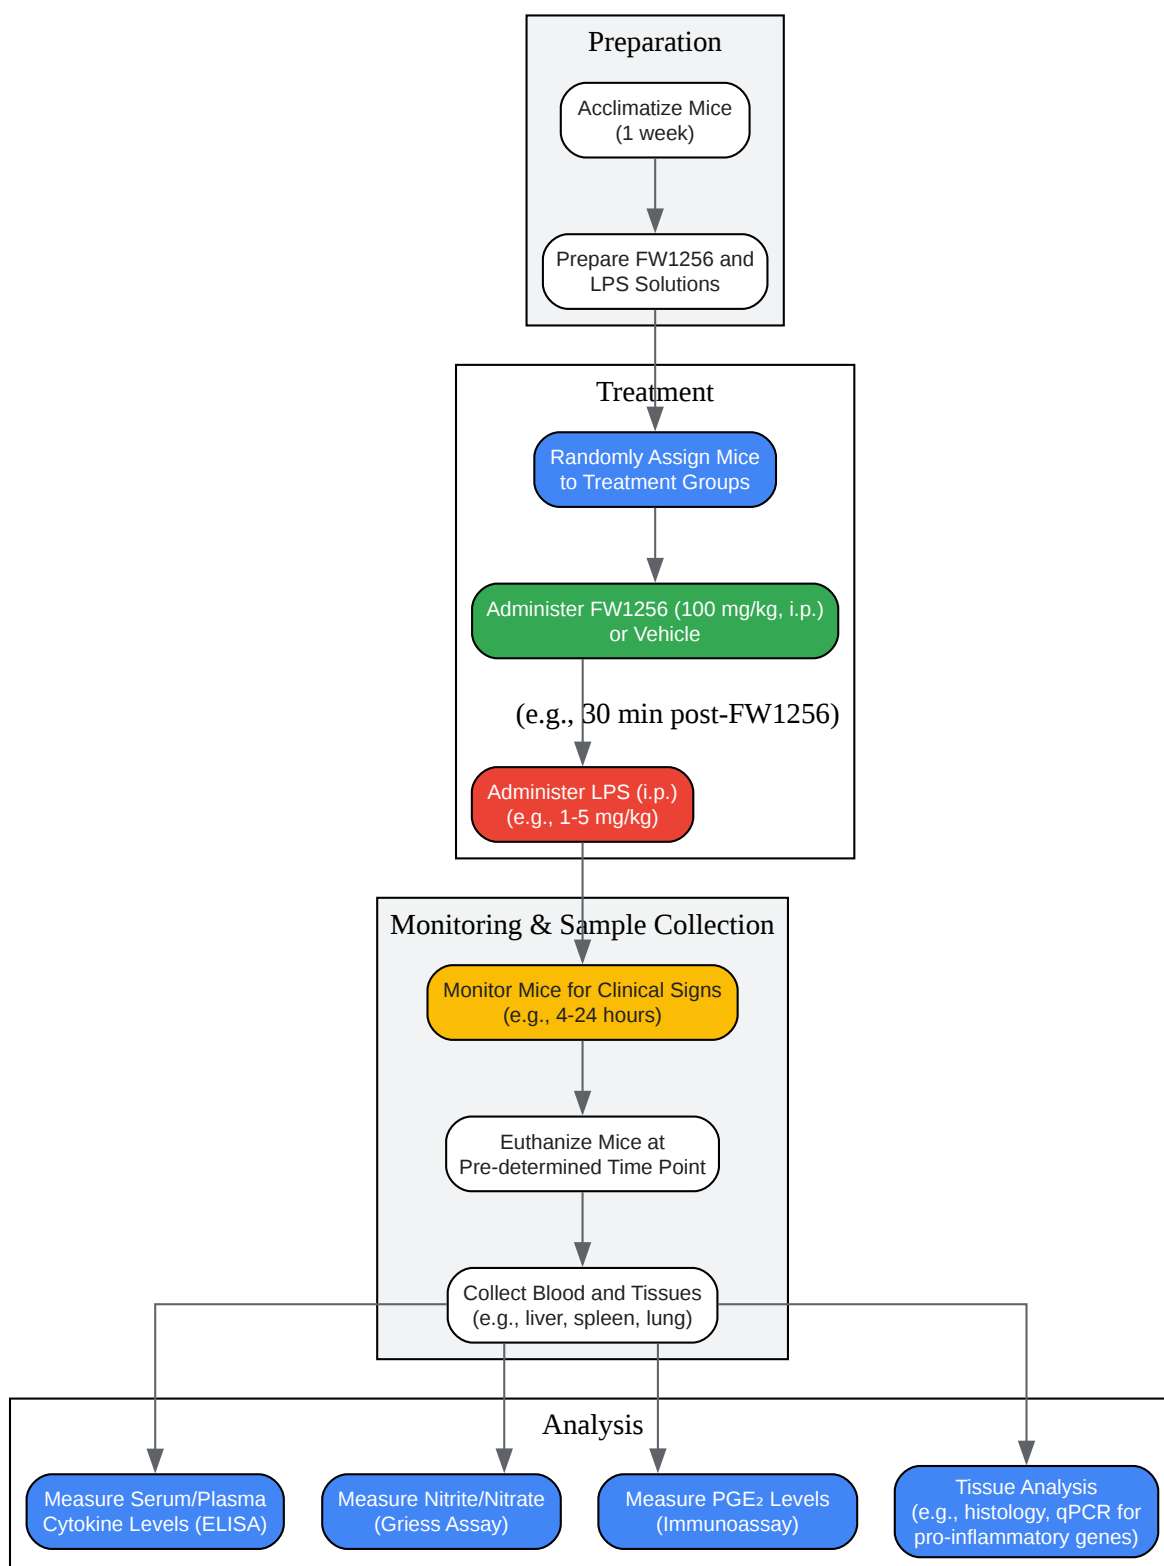 Preparation
Acclimatize Mice
(1 week)
Prepare FW1256 and
LPS Solutions
Treatment
Randomly Assign Mice
to Treatment Groups
Administer FW1256 (100 mg/kg, i.p.)
or Vehicle
(e.g., 30 min post-FW1256)
Administer LPS (i.p.)
(e.g., 1-5 mg/kg)
Monitoring & Sample Collection
Monitor Mice for Clinical Signs
(e.g., 4-24 hours)
Euthanize Mice at
Pre-determined Time Point
Collect Blood and Tissues
(e.g., liver, spleen, lung)
Analysis
Measure Serum/Plasma
Cytokine Levels (ELISA)
Measure Nitrite/Nitrate
(Griess Assay)
Measure PGE₂ Levels
(Immunoassay)
Tissue Analysis
(e.g., histology, qPCR for
pro-inflammatory genes)